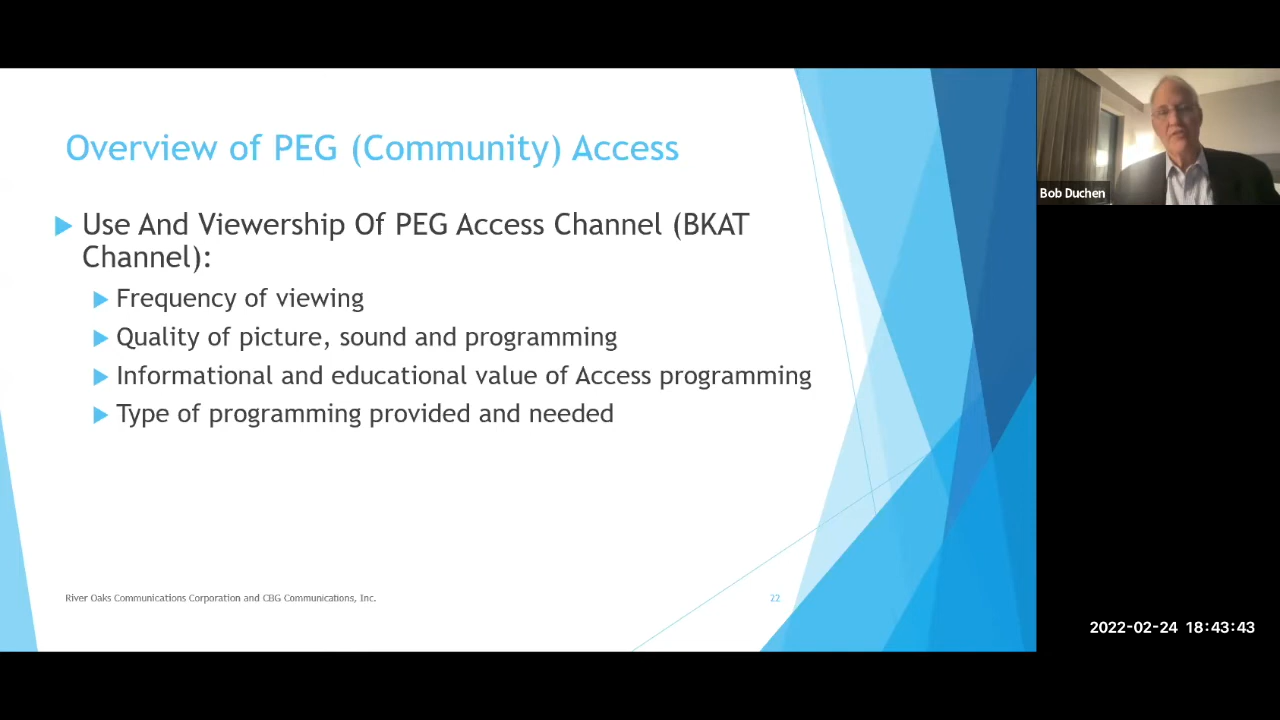 Overview of PEG (Community) Access
Use And Viewership Of PEG Access Channel (BKAT
Channel):
Frequency of viewing
Quality of picture, sound and programming
Informational and educational value of Access programming
Type of programming provided and needed
River Oaks Communications Corporation and CBG Communications, Inc.
22
Bob Duchen
2022-02-24 18:43:43